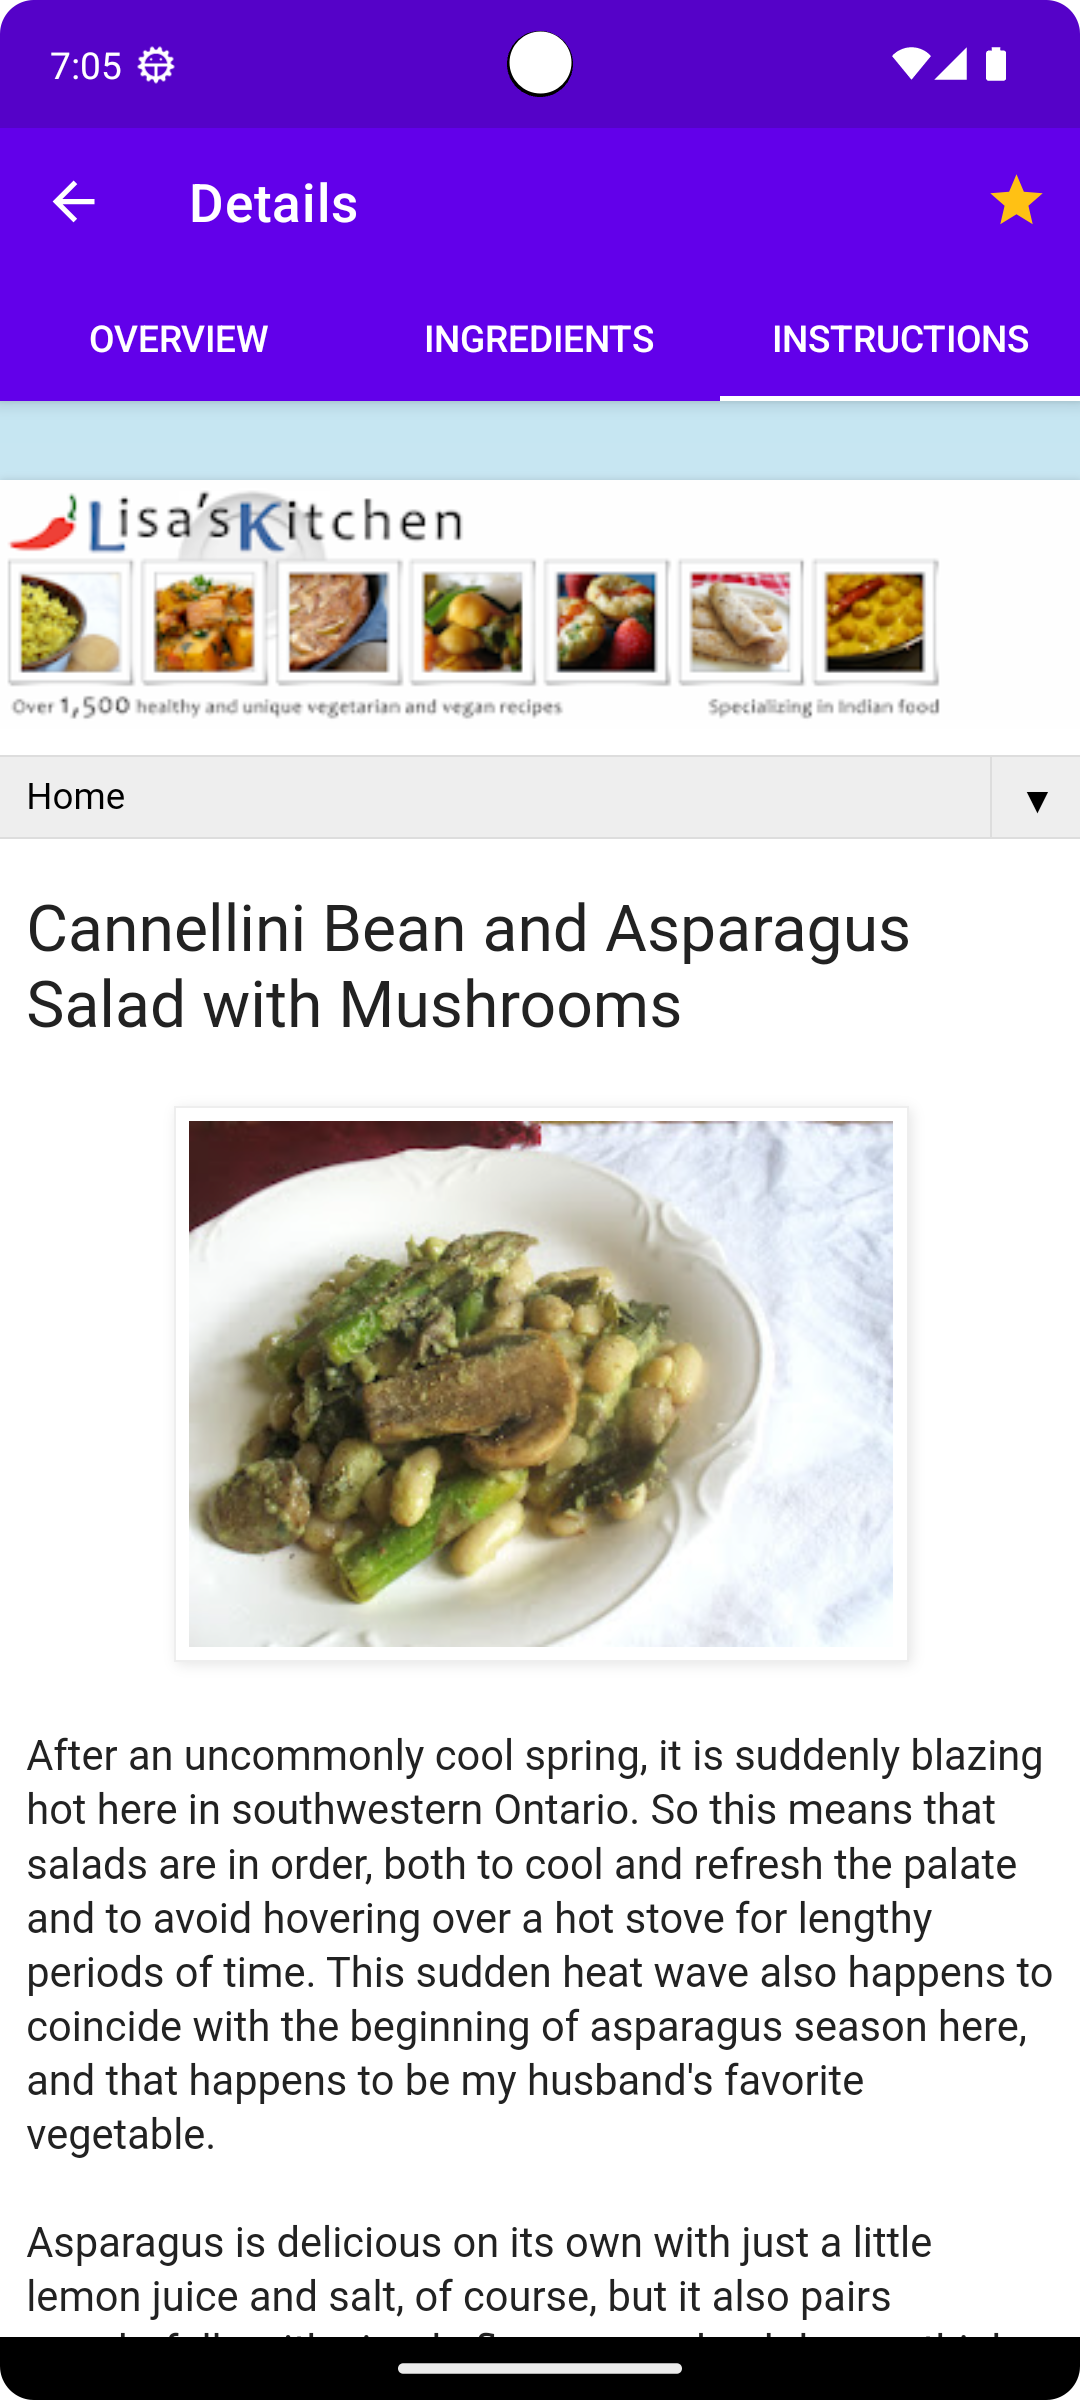 7:05
Details
OVERVIEW
INGREDIENTS
INSTRUCTIONS
Lisa'sKitchen
Over 1,500 healthy and unique vegetarian and vegan recipes
Specializing in Indian food
Home
▼
Cannellini Bean and Asparagus
Salad with Mushrooms
After an uncommonly cool spring, it is suddenly blazing
hot here in southwestern Ontario. So this means that
salads are in order, both to cool and refresh the palate
and to avoid hovering over a hot stove for lengthy
periods of time. This sudden heat wave also happens to
coincide with the beginning of asparagus season here,
and that happens to be my husband's favorite
vegetable.
Asparagus is delicious on its own with just a little
lemon juice and salt, of course, but it also pairs